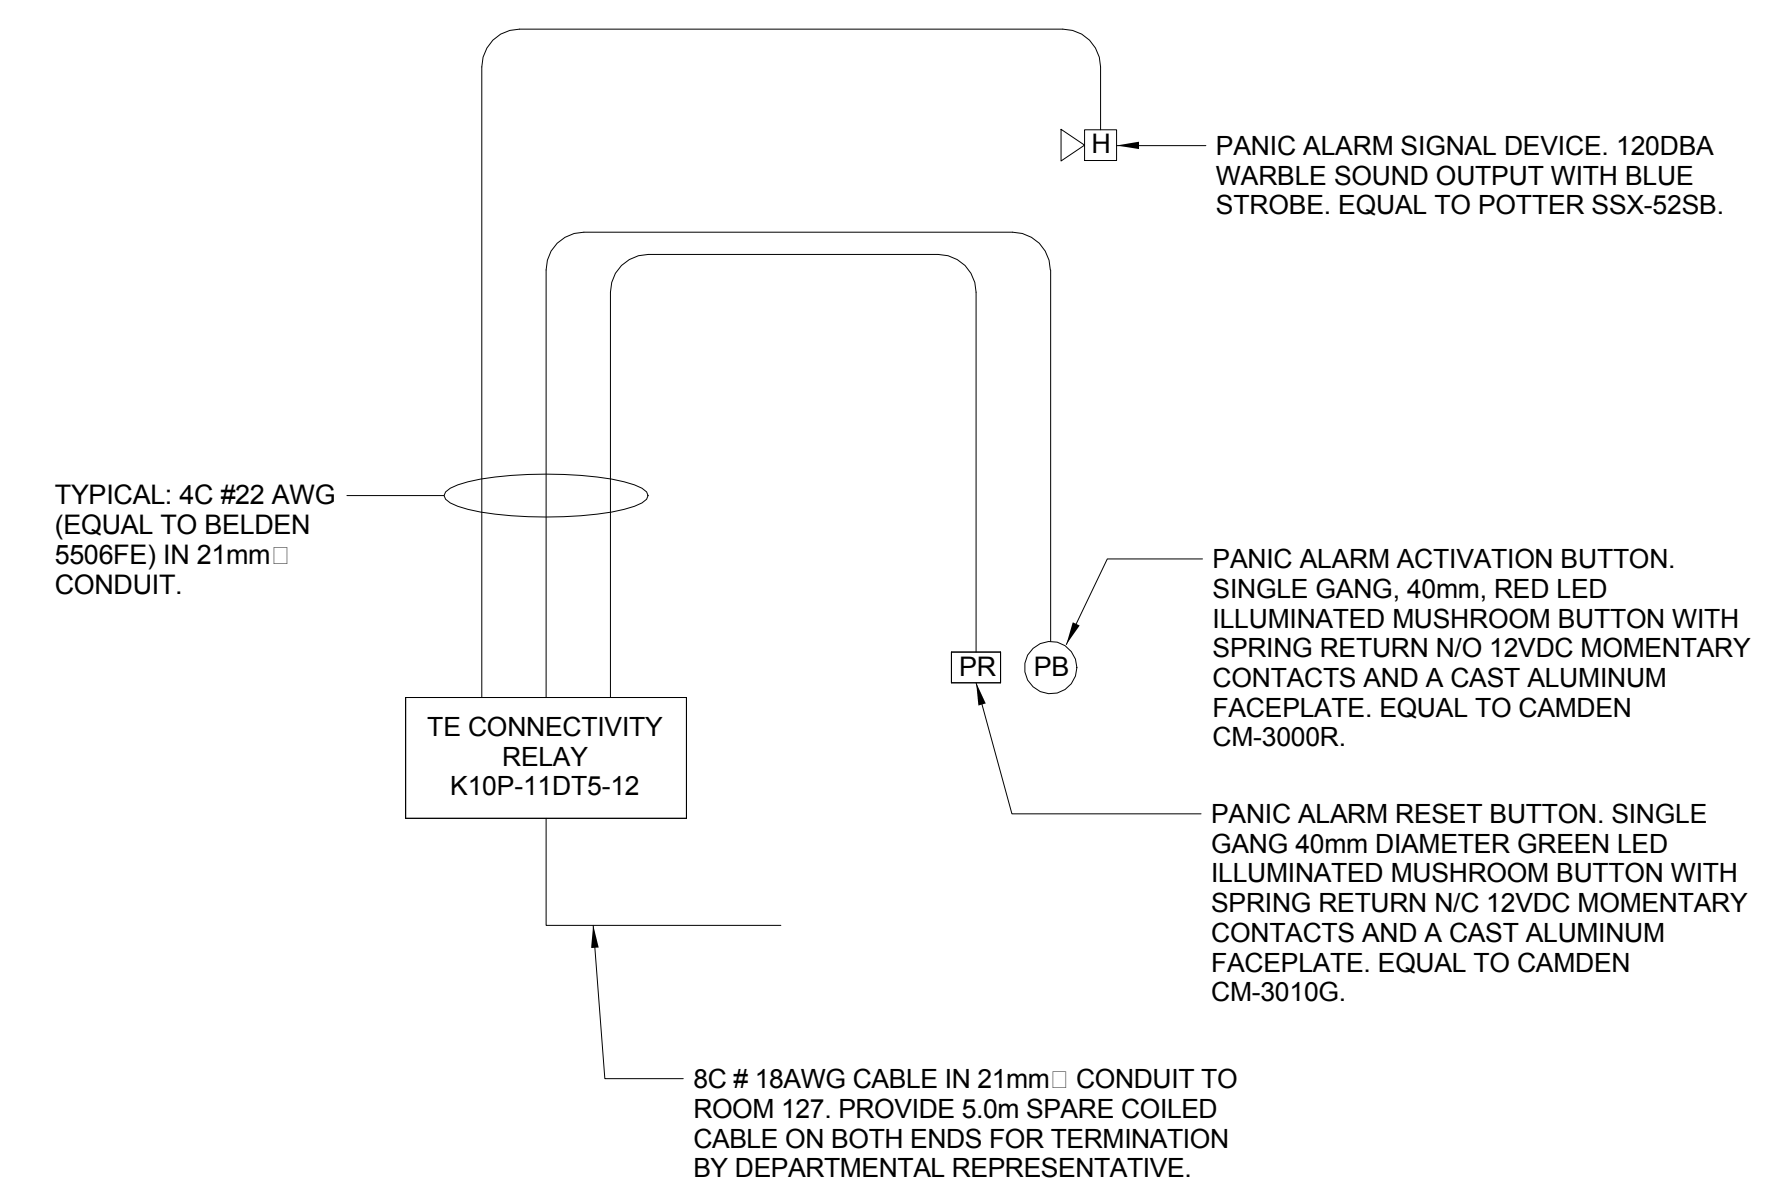 H
PANIC ALARM SIGNAL DEVICE. 120DBA
WARBLE SOUND OUTPUT WITH BLUE
STROBE. EQUAL TO POTTER SSX-52SB.
TYPICAL: 4C #22 AWG
(EQUAL TO BELDEN
5506FE) IN 21mm□
CONDUIT.
PANIC ALARM ACTIVATION BUTTON.
SINGLE GANG, 40mm, RED LED
ILLUMINATED MUSHROOM BUTTON WITH
SPRING RETURN N/O 12VDC MOMENTARY
CONTACTS AND A CAST ALUMINUM
FACEPLATE. EQUAL TO CAMDEN
CM-3000R.
PR
PB
TE CONNECTIVITY
RELAY
K10P-11DT5-12
PANIC ALARM RESET BUTTON. SINGLE
GANG 40mm DIAMETER GREEN LED
ILLUMINATED MUSHROOM BUTTON WITH
SPRING RETURN N/C 12VDC MOMENTARY
CONTACTS AND A CAST ALUMINUM
FACEPLATE. EQUAL TO CAMDEN
CM-3010G.
8C # 18AWG CABLE IN 21mm□ CONDUIT TO
ROOM 127. PROVIDE 5.0m SPARE COILED
CABLE ON BOTH ENDS FOR TERMINATION
BY DEPARTMENTAL REPRESENTATIVE.